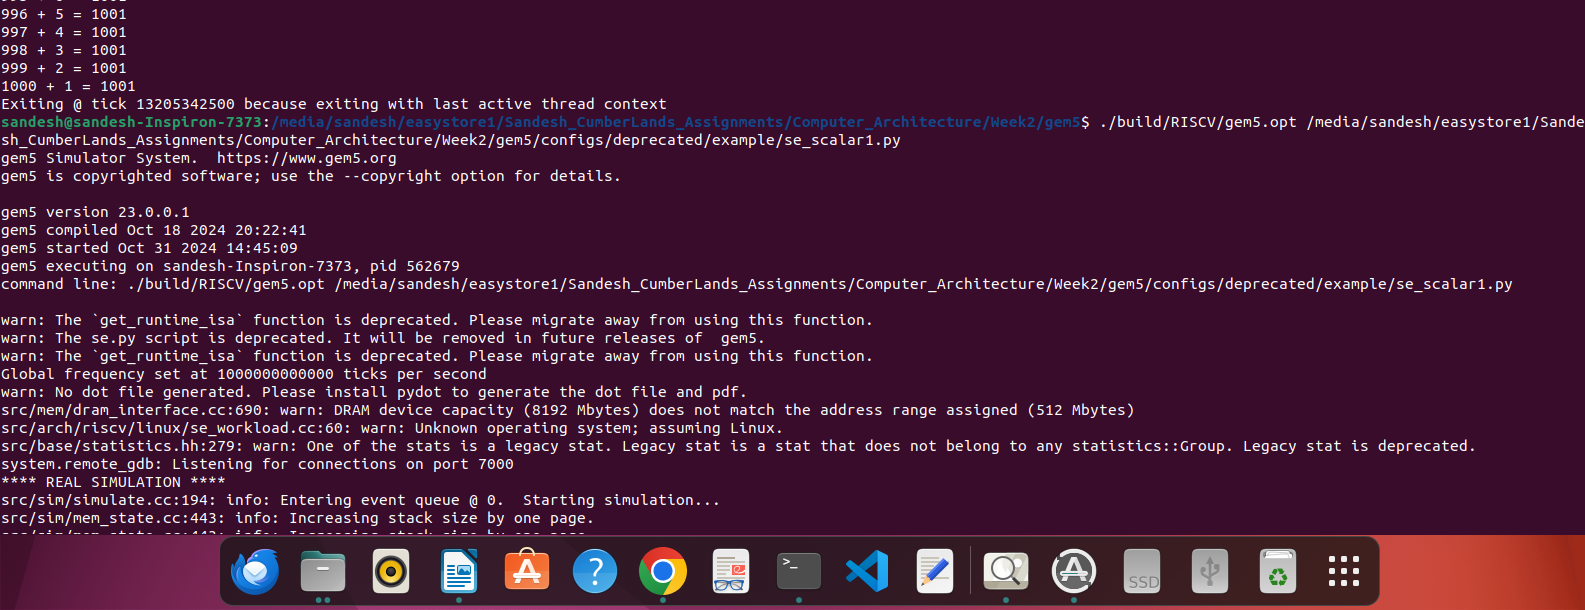 996 + 5 = 1001
997 + 4 = 1001
998 + 3 = 1001
999 + 2 = 1001
1000 + 1 = 1001
Exiting @ tick 13205342500 because exiting with last active thread context
sandesh@sandesh-Inspiron-7373:/media/sandesh/easystore1/Sandesh_CumberLands_Assignments/Computer_Architecture/Week2/gem5$ ./build/RISCV/gem5.opt /media/sandesh/easystore1/Sande
sh_CumberLands_Assignments/Computer_Architecture/Week2/gem5/configs/deprecated/example/se_scalar1.py
gem5 Simulator System.  https://www.gem5.org
gem5 is copyrighted software; use the --copyright option for details.
gem5 version 23.0.0.1
gem5 compiled Oct 18 2024 20:22:41
gem5 started Oct 31 2024 14:45:09
gem5 executing on sandesh-Inspiron-7373, pid 562679
command line: ./build/RISCV/gem5.opt /media/sandesh/easystore1/Sandesh_CumberLands_Assignments/Computer_Architecture/Week2/gem5/configs/deprecated/example/se_scalar1.py
warn: The `get_runtime_isa` function is deprecated. Please migrate away from using this function.
warn: The se.py script is deprecated. It will be removed in future releases of  gem5.
warn: The `get_runtime_isa` function is deprecated. Please migrate away from using this function.
Global frequency set at 1000000000000 ticks per second
warn: No dot file generated. Please install pydot to generate the dot file and pdf.
src/mem/dram_interface.cc:690: warn: DRAM device capacity (8192 Mbytes) does not match the address range assigned (512 Mbytes)
src/arch/riscv/linux/se_workload.cc:60: warn: Unknown operating system; assuming Linux.
src/base/statistics.hh:279: warn: One of the stats is a legacy stat. Legacy stat is a stat that does not belong to any statistics::Group. Legacy stat is deprecated.
system.remote_gdb: Listening for connections on port 7000
**** REAL SIMULATION ****
src/sim/simulate.cc:194: info: Entering event queue @ 0.  Starting simulation...
src/sim/mem_state.cc:443: info: Increasing stack size by one page.
SSD